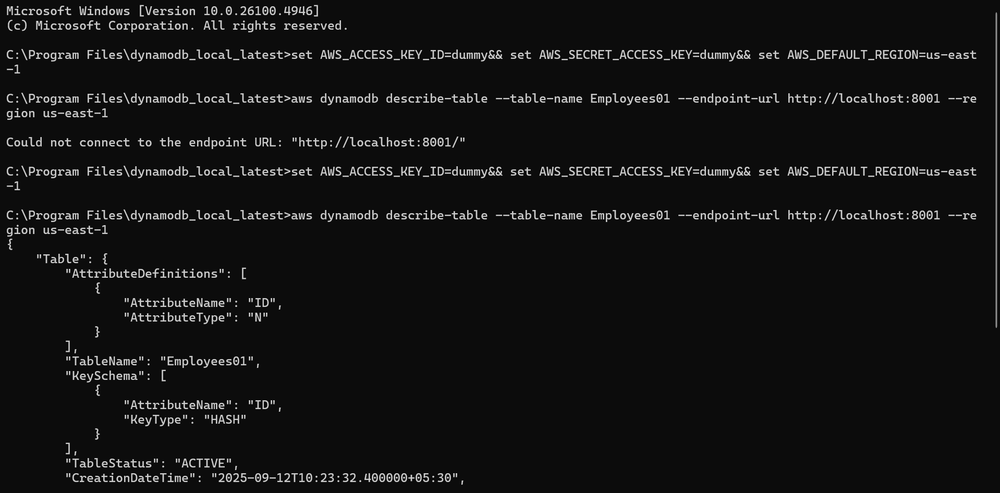 Microsoft Windows [Version 10.0.26100.4946]
(c) Microsoft Corporation. All rights reserved.
C:\Program Files\dynamodb_local_latest>set AWS_ACCESS_KEY_ID=dummy&& set AWS_SECRET_ACCESS_KEY=dummy&& set AWS_DEFAULT_REGION=us-east
-1
C:\Program Files\dynamodb_local_latest>aws dynamodb describe-table --table-name Employees01 --endpoint-url http://localhost:8001 --re
gion us-east-1
Could not connect to the endpoint URL: "http://localhost:8001/"
C:\Program Files\dynamodb_local_latest>set AWS_ACCESS_KEY_ID=dummy&& set AWS_SECRET_ACCESS_KEY=dummy&& set AWS_DEFAULT_REGION=us-east
-1
C:\Program Files\dynamodb_local_latest>aws dynamodb describe-table --table-name Employees01 --endpoint-url http://localhost:8001 --re
gion us-east-1
{
    "Table": {
        "AttributeDefinitions": [
            {
                "AttributeName": "ID",
                "AttributeType": "N"
            }
        ],
        "TableName": "Employees01",
        "KeySchema": [
            {
                "AttributeName": "ID",
                "KeyType": "HASH"
            }
        ],
        "TableStatus": "ACTIVE",
        "CreationDateTime": "2025-09-12T10:23:32.400000+05:30",